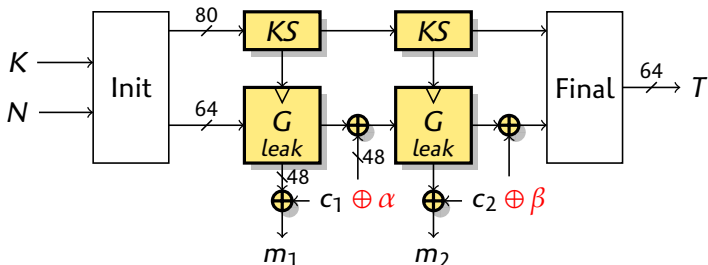 80
KS
KS
K
Init
Final
64
T
N
64
G
leak
G
leak
48
48
c₁ ⊕ α
c₂ ⊕ β
m₁
m₂